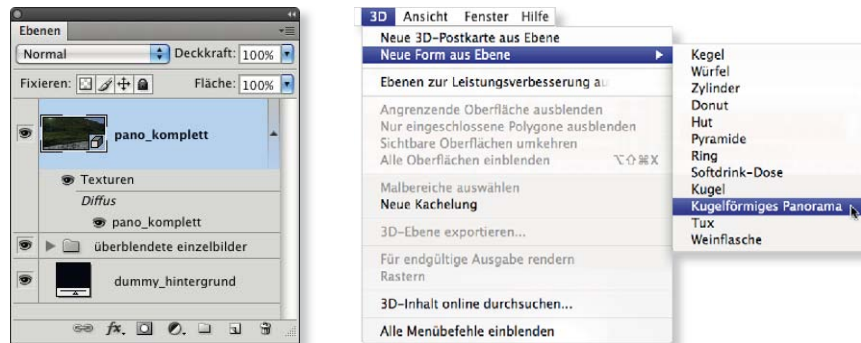 Ebenen
Normal Deckkraft: 100%
Fixieren: Fläche: 100%
pano_komplett
Texturen
Diffus
pano_komplett
überblendete einzelbilder
dummy_hintergrund
fx.
3D Ansicht Fenster Hilfe
Neue 3D-Postkarte aus Ebene
Neue Form aus Ebene
Ebenen zur Leistungsverbesserung au
Angrenzende Oberfläche ausblenden
Nur eingeschlossene Polygone ausblenden
Sichtbare Oberflächen umkehren
Alle Oberflächen einblenden ⌥⇧⌘X
Malbereiche auswählen
Neue Kachelung
3D-Ebene exportieren...
Für endgültige Ausgabe rendern
Rastern
3D-Inhalt online durchsuchen...
Alle Menübefehle einblenden
Kegel
Würfel
Zylinder
Donut
Hut
Pyramide
Ring
Softdrink-Dose
Kugel
Kugelförmiges Panorama
Tux
Weinflasche